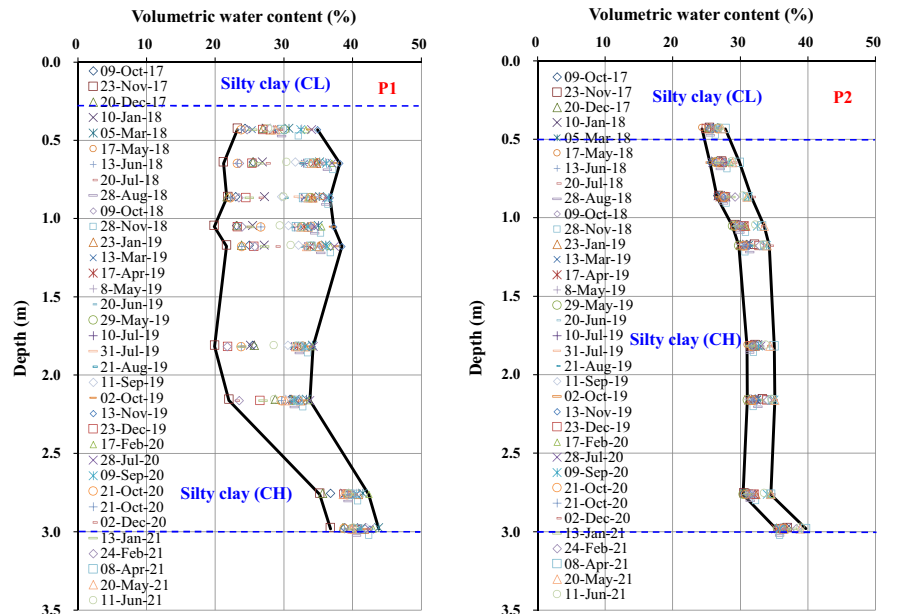 Volumetric water content (%)
0 10 20 30 40 50
Depth (m)
0.0
0.5
1.0
1.5
2.0
2.5
3.0
3.5
Silty clay (CL)
P1
Silty clay (CH)
09-Oct-17
23-Nov-17
20-Dec-17
10-Jan-18
05-Mar-18
17-May-18
13-Jun-18
20-Jul-18
28-Aug-18
09-Oct-18
28-Nov-18
23-Jan-19
13-Mar-19
17-Apr-19
8-May-19
20-Jun-19
29-May-19
10-Jul-19
31-Jul-19
21-Aug-19
11-Sep-19
02-Oct-19
13-Nov-19
23-Dec-19
17-Feb-20
28-Jul-20
09-Sep-20
21-Oct-20
21-Oct-20
02-Dec-20
13-Jan-21
24-Feb-21
08-Apr-21
20-May-21
11-Jun-21
Volumetric water content (%)
0 10 20 30 40 50
Depth (m)
0.0
0.5
1.0
1.5
2.0
2.5
3.0
3.5
Silty clay (CL)
P2
Silty clay (CH)
09-Oct-17
23-Nov-17
20-Dec-17
10-Jan-18
05-Mar-18
17-May-18
13-Jun-18
20-Jul-18
28-Aug-18
09-Oct-18
28-Nov-18
23-Jan-19
13-Mar-19
17-Apr-19
8-May-19
29-May-19
20-Jun-19
10-Jul-19
31-Jul-19
21-Aug-19
11-Sep-19
02-Oct-19
13-Nov-19
23-Dec-19
17-Feb-20
28-Jul-20
09-Sep-20
21-Oct-20
21-Oct-20
02-Dec-20
13-Jan-21
24-Feb-21
08-Apr-21
20-May-21
11-Jun-21